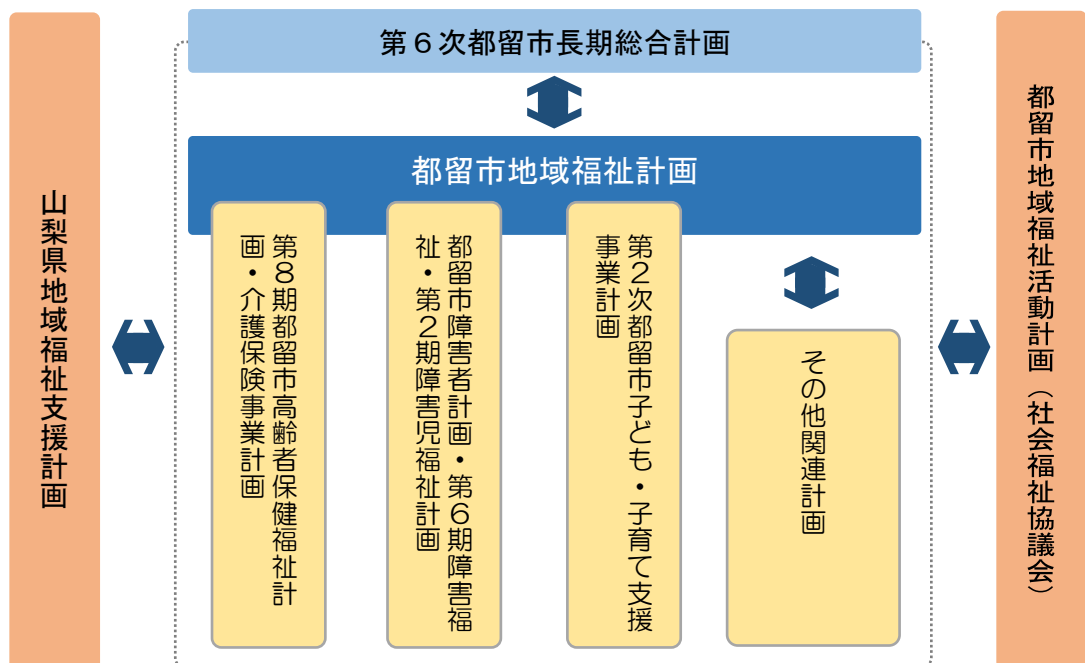 第６次都留市長期総合計画
都留市地域福祉計画
山梨県地域福祉支援計画
第８期都留市高齢者保健福祉計
画・介護保険事業計画
都留市障害者計画・第６期障害福
祉・第２期障害児福祉計画
第２次都留市子ども・子育て支援
事業計画
その他関連計画
都留市地域福祉活動計画（社会福祉協議会）